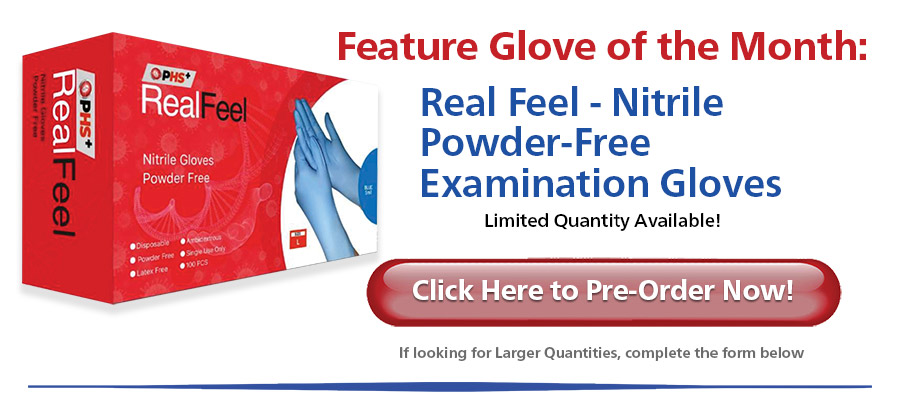 Feature Glove of the Month:
Real Feel - Nitrile
Powder-Free
Examination Gloves
Limited Quantity Available!
Click Here to Pre-Order Now!
If looking for Larger Quantities, complete the form below
PHS+
RealFeel
Nitrile Gloves
Powder Free
PHS+
RealFeel
Nitrile Gloves
Powder Free
BLUE
Disposable
Powder Free
Latex Free
Ambidextrous
Single Use Only
100 PCS
L